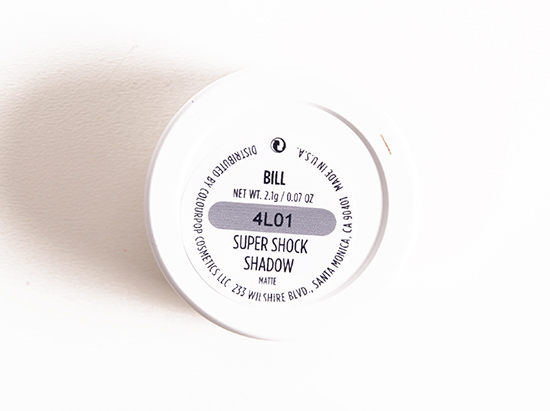 BILL
NET WT. 2.1g / 0.07 OZ
4L01
SUPER SHOCK
SHADOW
MATTE
DISTRIBUTED BY COLOURPOP COSMETICS LLC 233 WILSHIRE BLVD., SANTA MONICA, CA 90401 MADE IN U.S.A.